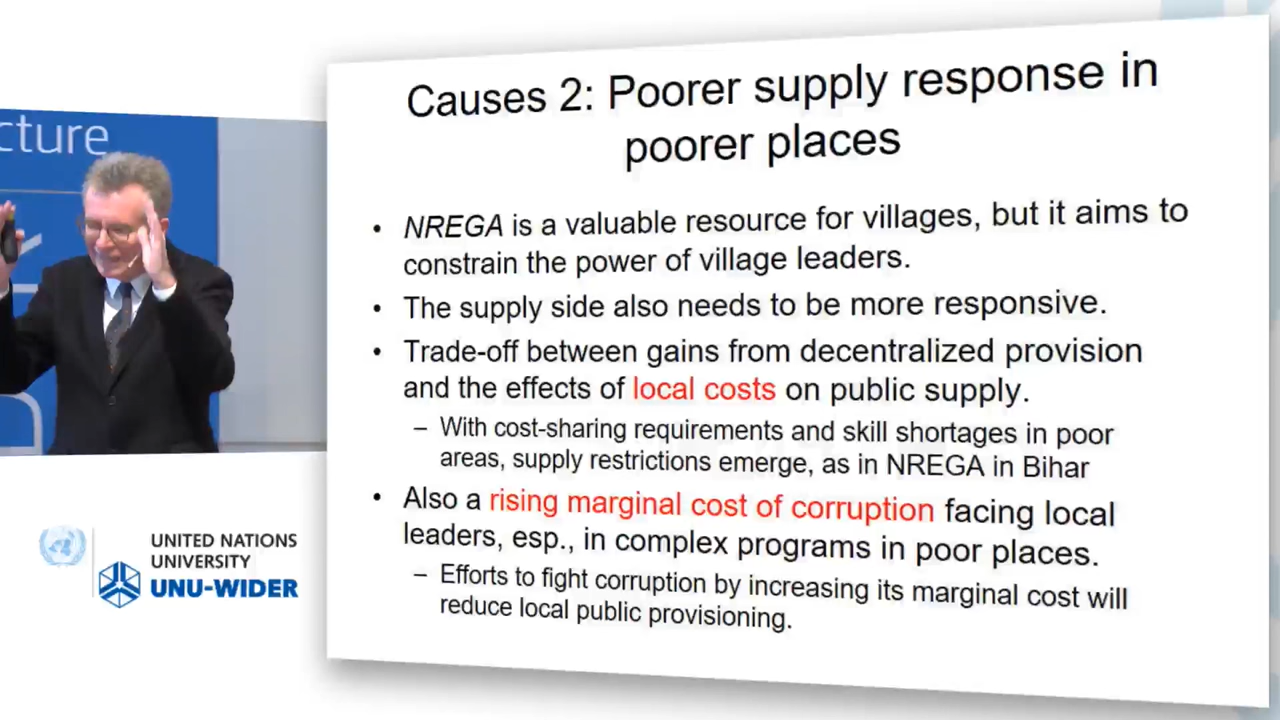 cture
Causes 2: Poorer supply response in
poorer places
• NREGA is a valuable resource for villages, but it aims to
constrain the power of village leaders.
• The supply side also needs to be more responsive.
• Trade-off between gains from decentralized provision
and the effects of local costs on public supply.
– With cost-sharing requirements and skill shortages in poor
areas, supply restrictions emerge, as in NREGA in Bihar
• Also a rising marginal cost of corruption facing local
leaders, esp., in complex programs in poor places.
– Efforts to fight corruption by increasing its marginal cost will
reduce local public provisioning.
UNITED NATIONS
UNIVERSITY
UNU-WIDER